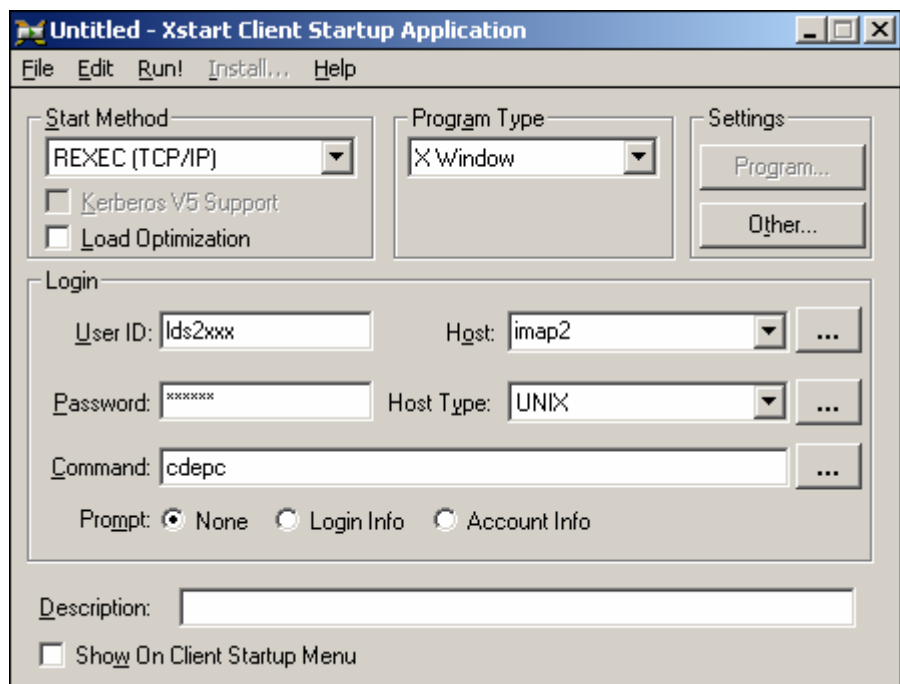 Untitled - Xstart Client Startup Application
File Edit Run! Install... Help
Start Method Program Type Settings
REXEC (TCP/IP) X Window Program...
Kerberos V5 Support
Load Optimization Other...
Login
User ID: lds2xxx Host: imap2 ...
Password: ****** Host Type: UNIX ...
Command: cdepc ...
Prompt: None Login Info Account Info
Description:
Show On Client Startup Menu